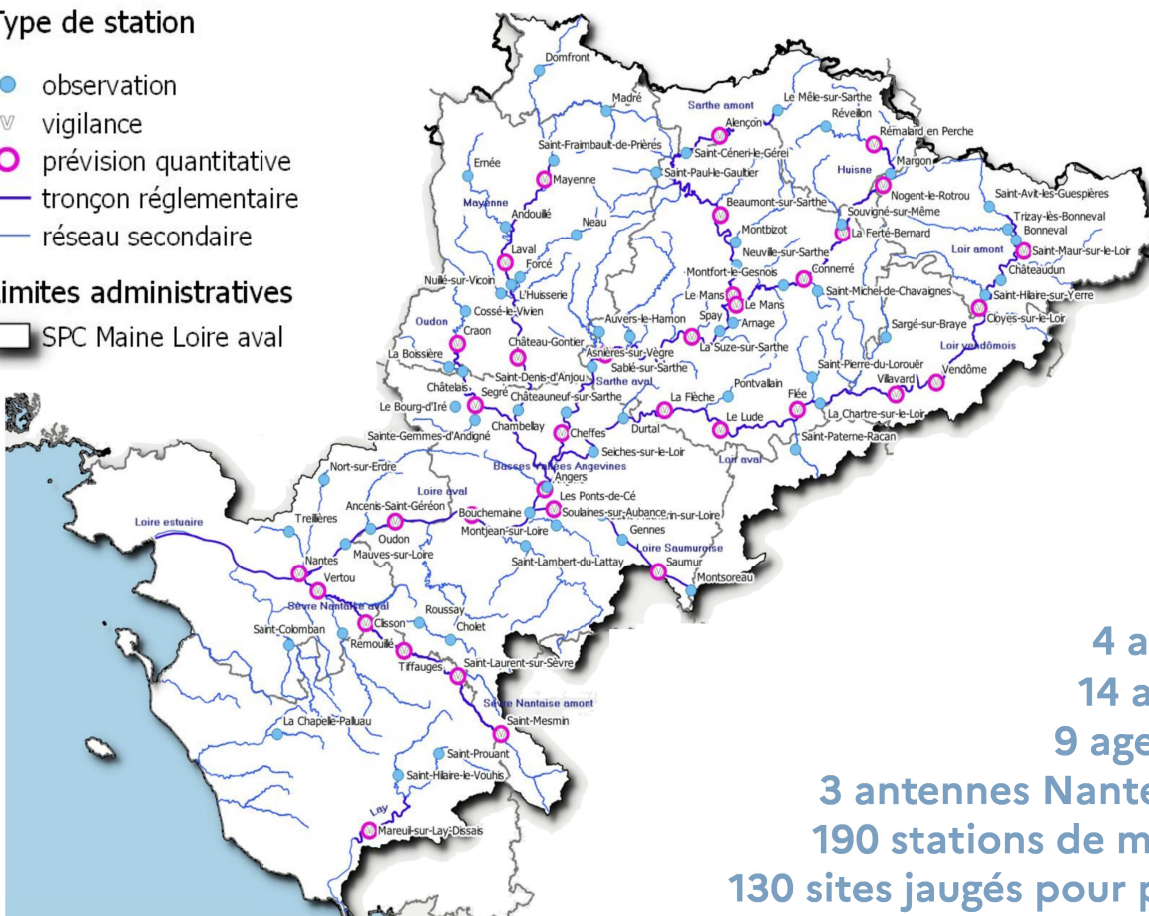 Type de station
observation
vigilance
prévision quantitative
tronçon réglementaire
réseau secondaire
Limites administratives
SPC Maine Loire aval
Domfront
Madré
Sarthe amont
Le Mêle-sur-Sarthe
Réveillon
Alençon
Rémalard en Perche
Saint-Fraimbault-de-Prières
Saint-Céneri-le-Gérei
Margon
Ernée
Mayenne
Saint-Paul-le-Gaultier
Huisne
Nogent-le-Rotrou
Saint-Avit-les-Guespières
Mayenne
Beaumont-sur-Sarthe
Andouillé
Souvigné-sur-Même
Trizay-lès-Bonneval
Neau
Montbizot
La Ferté-Bernard
Bonneval
Laval
Neuville-sur-Sarthe
Loir amont
Saint-Maur-sur-le-Loir
Forcé
Montfort-le-Gesnois
Connerré
Châteaudun
Nuillé-sur-Vicoin
L'Huisserie
Le Mans
Saint-Michel-de-Chavaignes
Saint-Hilaire-sur-Yerre
Cossé-le-Vivien
Le Mans
Oudon
Auvers-le-Hamon
Spay
Arnage
Cloyes-sur-le-Loir
Craon
Sargé-sur-Braye
Château-Gontier
La Suze-sur-Sarthe
Loir vendômois
La Boissière
Asnières-sur-Vègre
Sablé-sur-Sarthe
Saint-Pierre-du-Lorouër
Vendôme
Saint-Denis-d'Anjou
Sarthe aval
Pontvallain
Villavard
Châtelais
Segré
Châteauneuf-sur-Sarthe
La Flèche
Flée
Le Bourg-d'Iré
Le Lude
La Chartre-sur-le-Loir
Chambellay
Durtal
Sainte-Gemmes-d'Andigné
Cheffes
Saint-Paterne-Racan
Seiches-sur-le-Loir
Loir aval
Basses Vallées Angevines
Nort-sur-Erdre
Angers
Loire aval
Les Ponts-de-Cé
Ancenis-Saint-Géréon
Bouchemaine
Soulaines-sur-Aubance
Loire estuaire
Treillières
Montjean-sur-Loire
Gennes
Oudon
Mauves-sur-Loire
Loire Saumuroise
Nantes
Saint-Lambert-du-Lattay
Saumur
Vertou
Montsoreau
Sèvre Nantaise aval
Roussay
Saint-Colomban
Clisson
Cholet
Remouillé
Tiffauges
Saint-Laurent-sur-Sèvre
Sèvre Nantaise amont
Saint-Mesmin
La Chapelle-Palluau
Saint-Prouant
Saint-Hilaire-le-Vouhis
Lay
Mareuil-sur-Lay-Dissais
4 a
14 a
9 age
3 antennes Nante
190 stations de m
130 sites jaugés pour p